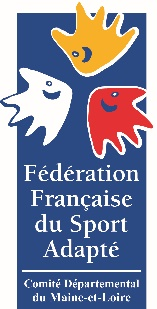 Fédération
Française
du Sport
Adapté
Comité Départemental
du Maine-et-Loire